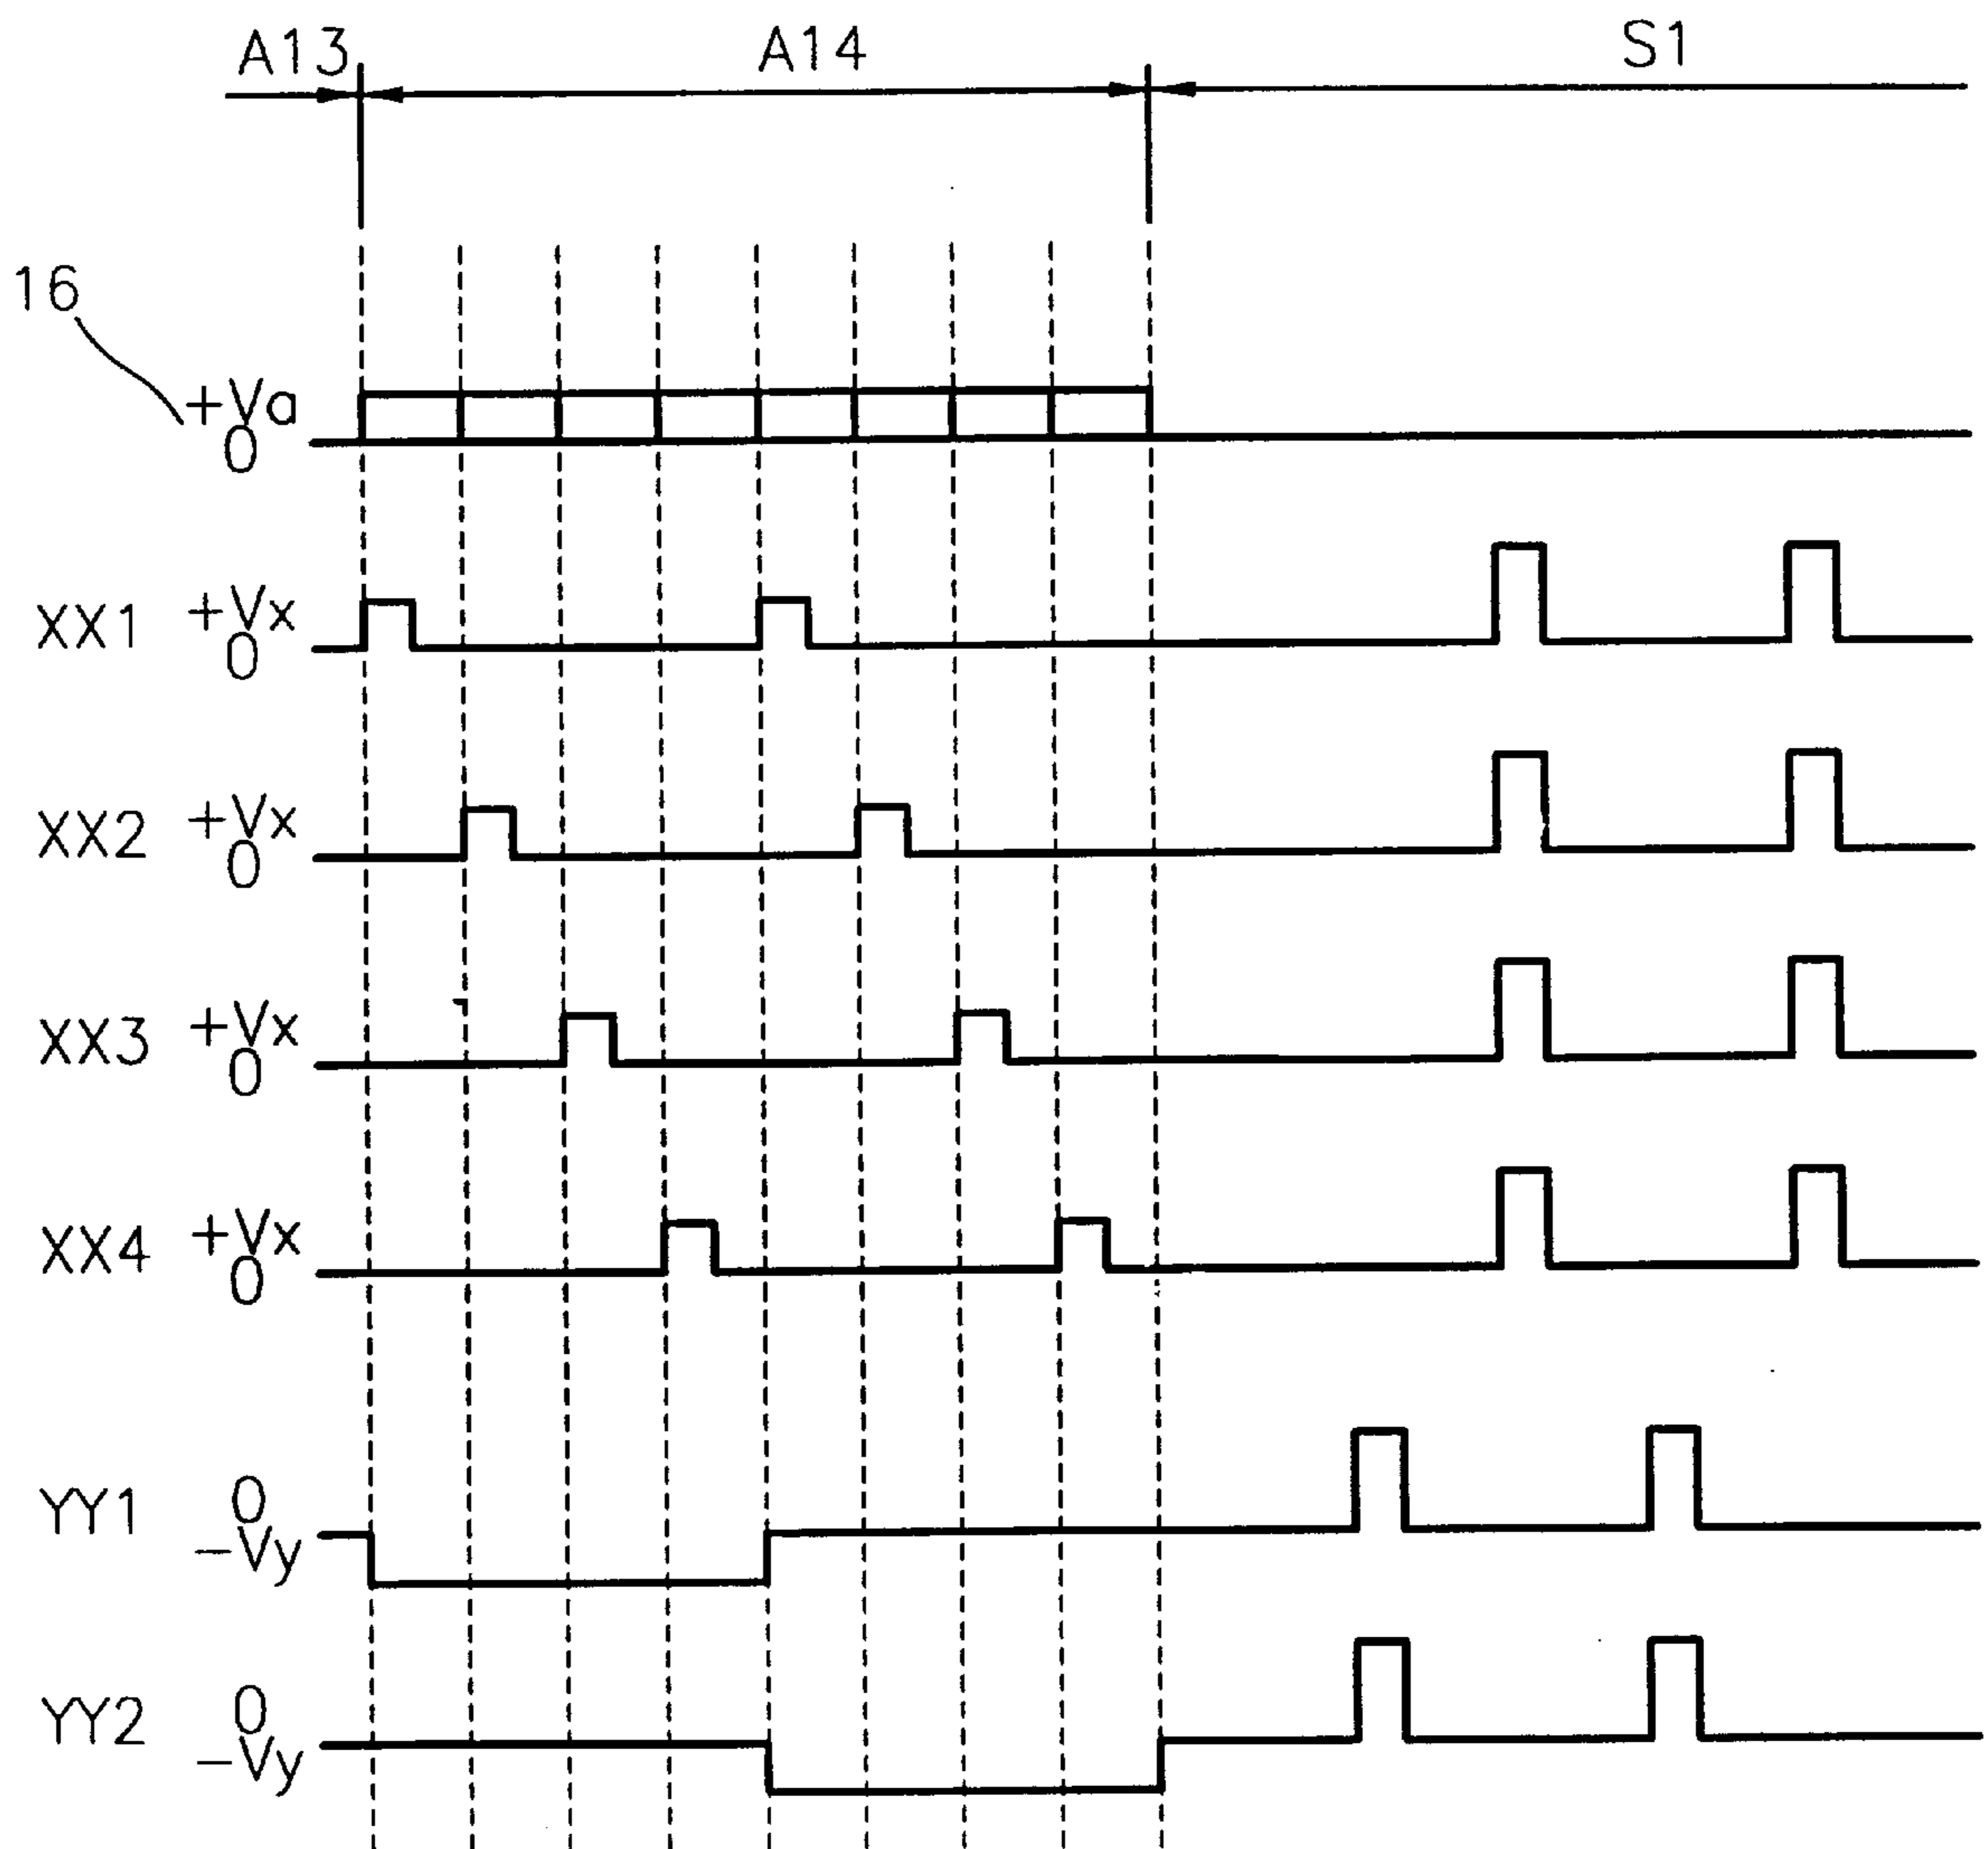 A13 A14 S1
16
+Va
0
XX1 +Vx
0
XX2 +Vx
0
XX3 +Vx
0
XX4 +Vx
0
YY1 0
-Vy
YY2 0
-Vy